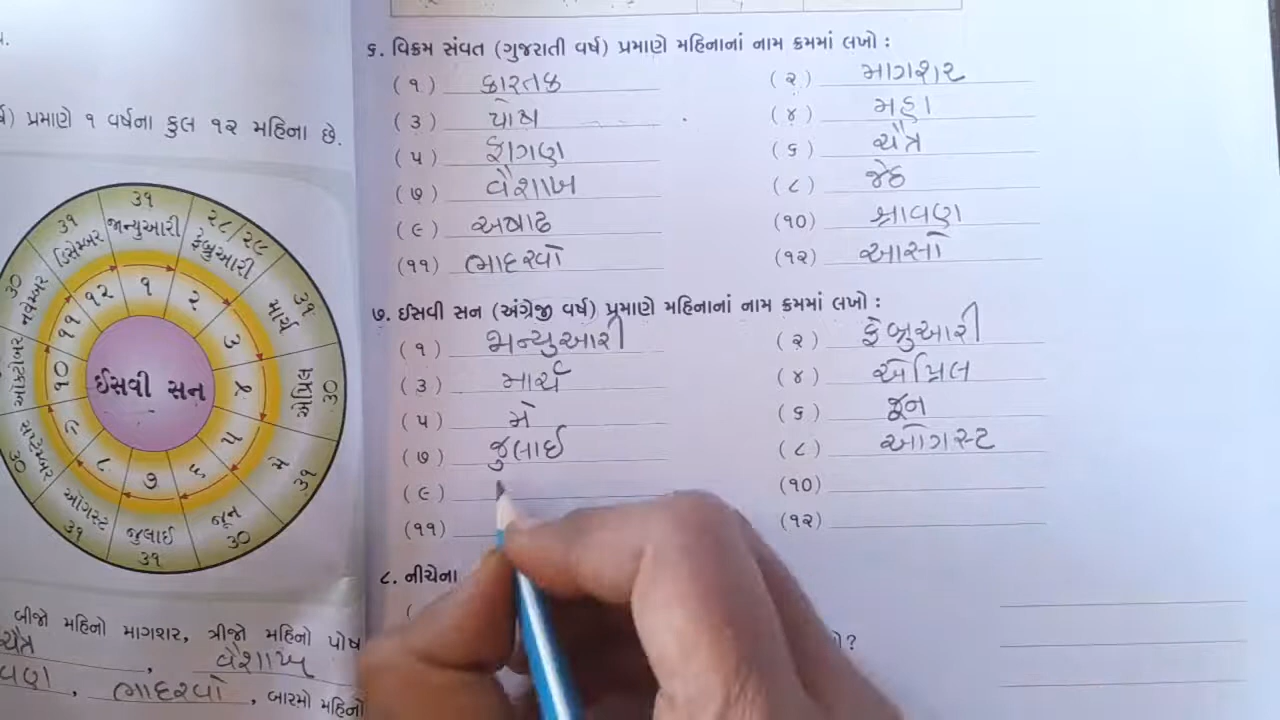 પ્રમાણે ૧ વર્ષના કુલ ૧૨ મહિના છે.
૩૧ જાન્યુઆરી ૧
૨૮/૨૯ ફેબ્રુઆરી ૨
૩૧ માર્ચ ૩
૩૦ એપ્રિલ ૪
૩૧ મે ૫
૩૦ જૂન ૬
૩૧ જુલાઈ ૭
૩૧ ઑગસ્ટ ૮
૩૦ સપ્ટેમ્બર ૯
ઑક્ટોબર ૧૦
૩૦ નવેમ્બર ૧૧
૩૧ ડિસેમ્બર ૧૨
ઈસવી સન
બીજો મહિનો માગશર, ત્રીજો મહિનો પોષ
ચૈત્ર, વૈશાખ
વણ, ભાદરવો, બારમો મહિનો
૬. વિક્રમ સંવત (ગુજરાતી વર્ષ) પ્રમાણે મહિનાનાં નામ ક્રમમાં લખો :
(૧) કારતક (૨) માગશર
(૩) પોષ (૪) મહા
(૫) ફાગણ (૬) ચૈત્ર
(૭) વૈશાખ (૮) જેઠ
(૯) અષાઢ (૧૦) શ્રાવણ
(૧૧) ભાદરવો (૧૨) આસો
૭. ઈસવી સન (અંગ્રેજી વર્ષ) પ્રમાણે મહિનાનાં નામ ક્રમમાં લખો :
(૧) જાન્યુઆરી (૨) ફેબ્રુઆરી
(૩) માર્ચ (૪) એપ્રિલ
(૫) મે (૬) જૂન
(૭) જુલાઈ (૮) ઓગસ્ટ
(૯) (૧૦)
(૧૧) (૧૨)
૮. નીચેના